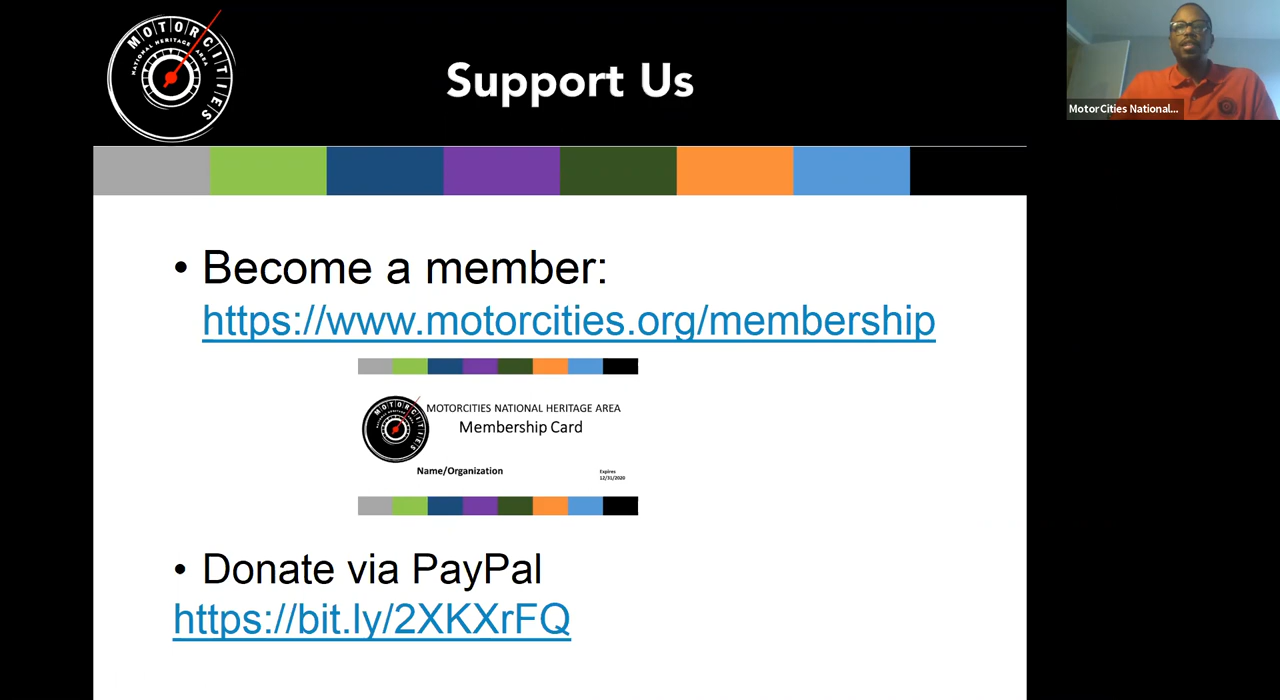 MOTORCITIES
NATIONAL HERITAGE AREA
Support Us
MotorCities National...
• Become a member:
https://www.motorcities.org/membership
MOTORCITIES
MOTORCITIES NATIONAL HERITAGE AREA
Membership Card
Name/Organization
Expires
12/31/2020
• Donate via PayPal
https://bit.ly/2XKXrFQ